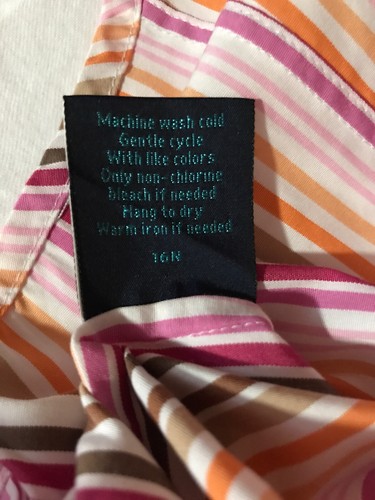 Machine wash cold
Gentle cycle
With like colors
Only non-chlorine
bleach if needed
Hang to dry
Warm iron if needed
16N